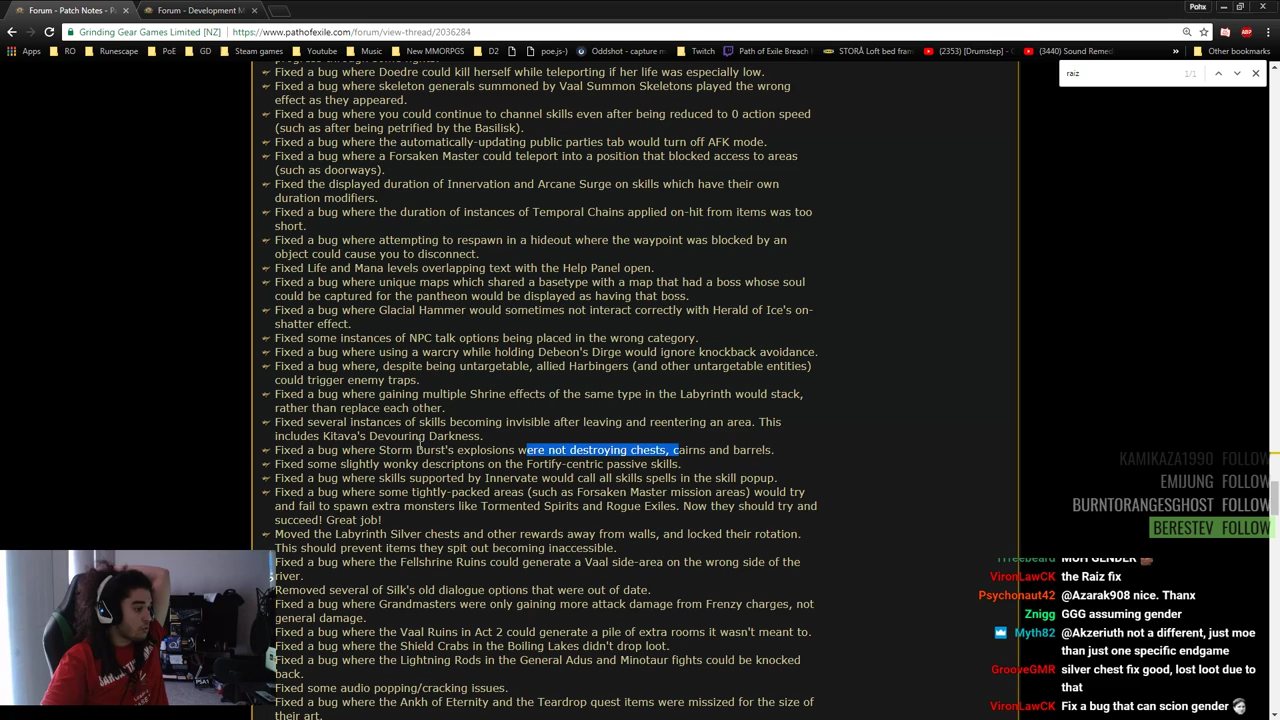 Forum - Patch Notes - P
Forum - Development M
Pohx
Grinding Gear Games Limited [NZ]
https://www.pathofexile.com/forum/view-thread/2036284
Apps
RO
Runescape
PoE
GD
Steam games
Youtube
Music
New MMORPGS
D2
poe.js-)
Oddshot - capture m
Twitch
Path of Exile Breach H
STORÅ Loft bed fram
(2353) [Drumstep] —
(3440) Sound Remed
Other bookmarks
raiz
1/1
Fixed a bug where Doedre could kill herself while teleporting if her life was especially low.
Fixed a bug where skeleton generals summoned by Vaal Summon Skeletons played the wrong
effect as they appeared.
Fixed a bug where you could continue to channel skills even after being reduced to 0 action speed
(such as after being petrified by the Basilisk).
Fixed a bug where the automatically-updating public parties tab would turn off AFK mode.
Fixed a bug where a Forsaken Master could teleport into a position that blocked access to areas
(such as doorways).
Fixed the displayed duration of Innervation and Arcane Surge on skills which have their own
duration modifiers.
Fixed a bug where the duration of instances of Temporal Chains applied on-hit from items was too
short.
Fixed a bug where attempting to respawn in a hideout where the waypoint was blocked by an
object could cause you to disconnect.
Fixed Life and Mana levels overlapping text with the Help Panel open.
Fixed a bug where unique maps which shared a basetype with a map that had a boss whose soul
could be captured for the pantheon would be displayed as having that boss.
Fixed a bug where Glacial Hammer would sometimes not interact correctly with Herald of Ice's on-
shatter effect.
Fixed some instances of NPC talk options being placed in the wrong category.
Fixed a bug where using a warcry while holding Debeon's Dirge would ignore knockback avoidance.
Fixed a bug where, despite being untargetable, allied Harbingers (and other untargetable entities)
could trigger enemy traps.
Fixed a bug where gaining multiple Shrine effects of the same type in the Labyrinth would stack,
rather than replace each other.
Fixed several instances of skills becoming invisible after leaving and reentering an area. This
includes Kitava's Devouring Darkness.
Fixed a bug where Storm Burst's explosions were not destroying chests, cairns and barrels.
Fixed some slightly wonky descriptons on the Fortify-centric passive skills.
Fixed a bug where skills supported by Innervate would call all skills spells in the skill popup.
Fixed a bug where some tightly-packed areas (such as Forsaken Master mission areas) would try
and fail to spawn extra monsters like Tormented Spirits and Rogue Exiles. Now they should try and
succeed! Great job!
Moved the Labyrinth Silver chests and other rewards away from walls, and locked their rotation.
This should prevent items they spit out becoming inaccessible.
Fixed a bug where the Fellshrine Ruins could generate a Vaal side-area on the wrong side of the
river.
Removed several of Silk's old dialogue options that were out of date.
Fixed a bug where Grandmasters were only gaining more attack damage from Frenzy charges, not
general damage.
Fixed a bug where the Vaal Ruins in Act 2 could generate a pile of extra rooms it wasn't meant to.
Fixed a bug where the Shield Crabs in the Boiling Lakes didn't drop loot.
Fixed a bug where the Lightning Rods in the General Adus and Minotaur fights could be knocked
back.
Fixed some audio popping/cracking issues.
Fixed a bug where the Ankh of Eternity and the Teardrop quest items were missized for the size of
their art.
KAMIKAZA1990 FOLLOW
EMIJUNG FOLLOW
BURNTORANGESGHOST FOLLOW
BERESTEV FOLLOW
VironLawCK the Raiz fix
Psychonaut42 @Azarak908 nice. Thanx
Znigg GGG assuming gender
Myth82 @Akzeriuth not a different, just moe
than just one specific endgame
GrooveGMR silver chest fix good, lost loot due to
that
VironLawCK Fix a bug that can scion gender